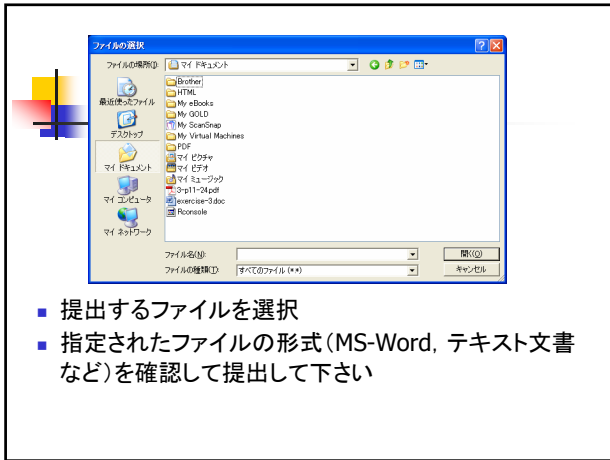 ファイルの選択
ファイルの場所(I):
マイ ドキュメント
最近使ったファイル
デスクトップ
マイ ドキュメント
マイ コンピュータ
マイ ネットワーク
Brother
HTML
My eBooks
My GOLD
My ScanSnap
My Virtual Machines
PDF
マイ ピクチャ
マイ ビデオ
マイ ミュージック
3-p11-24.pdf
exercise-3.doc
Rconsole
ファイル名(N):
開く(O)
ファイルの種類(T):
すべてのファイル (*.*)
キャンセル
提出するファイルを選択
指定されたファイルの形式（MS-Word, テキスト文書
など）を確認して提出して下さい